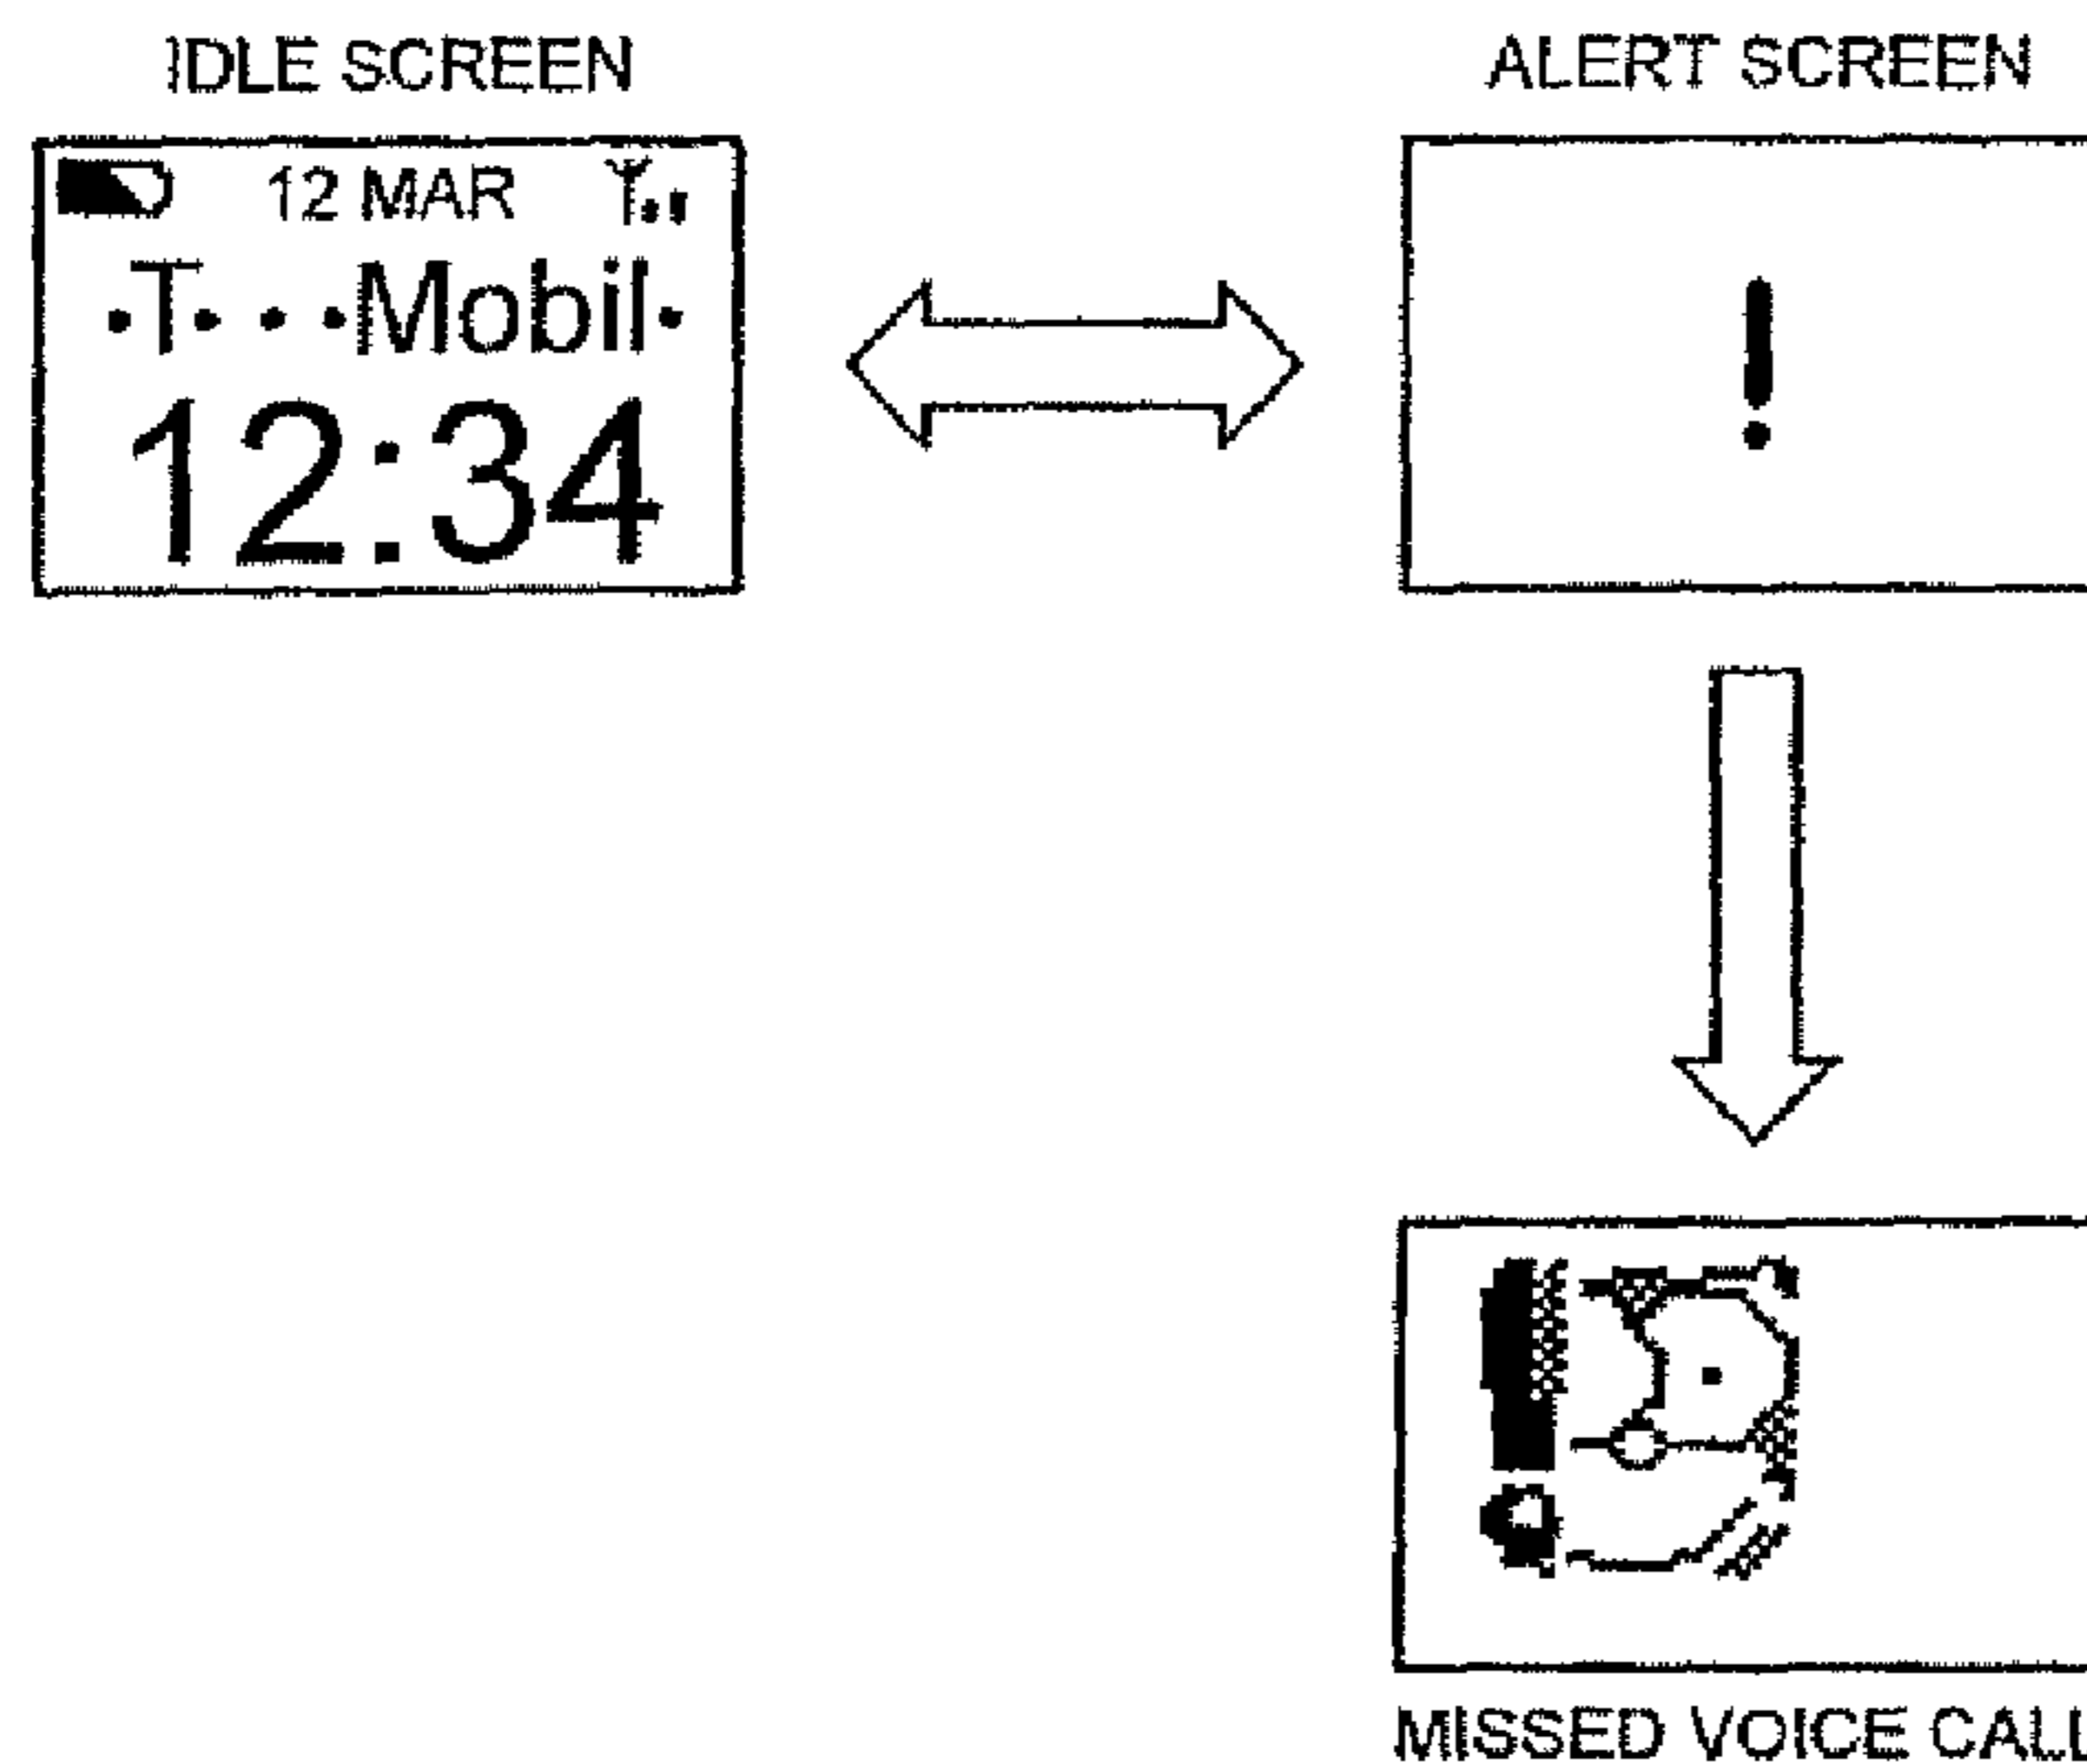 IDLE SCREEN
ALERT SCREEN
12 MAR
·T···Mobil·
12:34
!
MISSED VOICE CALL